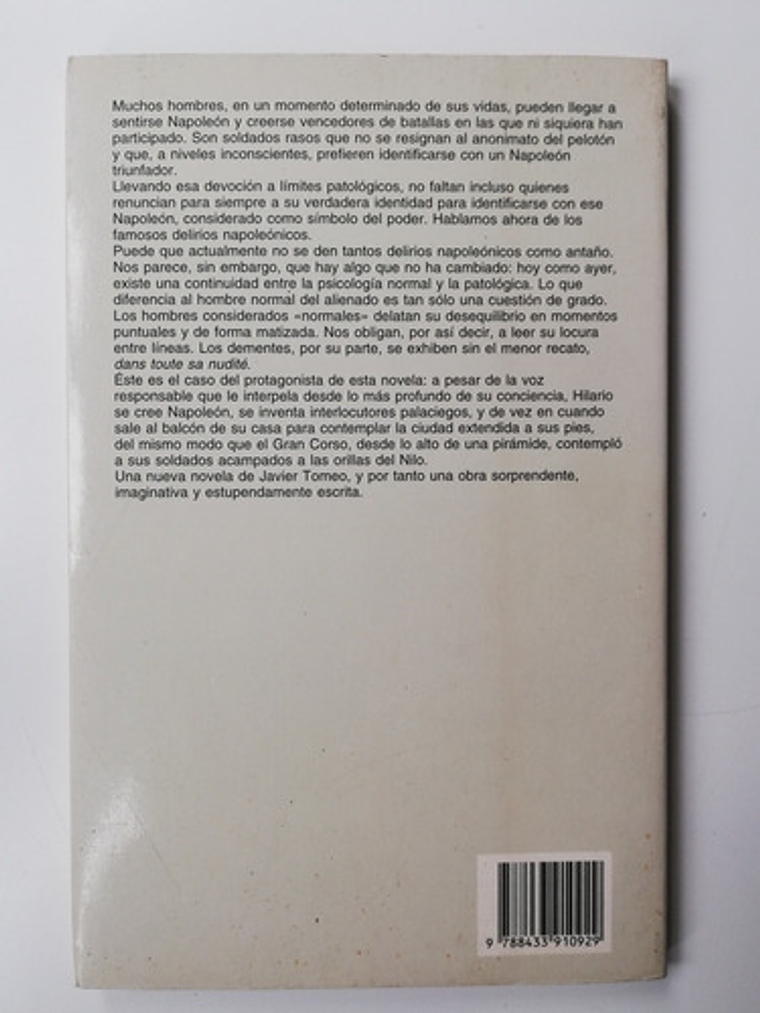 Muchos hombres, en un momento determinado de sus vidas, pueden llegar a
sentirse Napoleón y creerse vencedores de batallas en las que ni siquiera han
participado. Son soldados rasos que no se resignan al anonimato del pelotón
y que, a niveles inconscientes, prefieren identificarse con un Napoleón
triunfador.
Llevando esa devoción a límites patológicos, no faltan incluso quienes
renuncian para siempre a su verdadera identidad para identificarse con ese
Napoleón, considerado como símbolo del poder. Hablamos ahora de los
famosos delirios napoleónicos.
Puede que actualmente no se den tantos delirios napoleónicos como antaño.
Nos parece, sin embargo, que hay algo que no ha cambiado: hoy como ayer,
existe una continuidad entre la psicología normal y la patológica. Lo que
diferencia al hombre normal del alienado es tan sólo una cuestión de grado.
Los hombres considerados «normales» delatan su desequilibrio en momentos
puntuales y de forma matizada. Nos obligan, por así decir, a leer su locura
entre líneas. Los dementes, por su parte, se exhiben sin el menor recato,
dans toute sa nudité.
Éste es el caso del protagonista de esta novela: a pesar de la voz
responsable que le interpela desde lo más profundo de su conciencia, Hilario
se cree Napoleón, se inventa interlocutores palaciegos, y de vez en cuando
sale al balcón de su casa para contemplar la ciudad extendida a sus pies,
del mismo modo que el Gran Corso, desde lo alto de una pirámide, contempló
a sus soldados acampados a las orillas del Nilo.
Una nueva novela de Javier Tomeo, y por tanto una obra sorprendente,
imaginativa y estupendamente escrita.
9 788433 910929